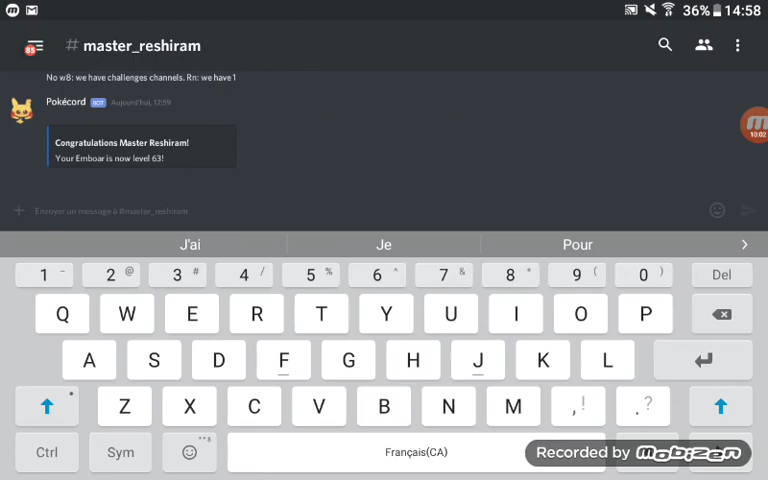 36% 14:58
85
# master_reshiram
No w8: we have challenges channels. Rn: we have 1
Pokécord BOT Aujourd'hui, 12:59
Congratulations Master Reshiram!
Your Emboar is now level 63!
10:02
+ Envoyer un message à #master_reshiram
J'ai Je Pour >
1 - 2 @ 3 # 4 / 5 % 6 ^ 7 & 8 * 9 ( 0 ) Del
Q W E R T Y U I O P
A S D F G H J K L
Z X C V B N M , ! . ?
Ctrl Sym Français(CA)
Recorded by mobizen